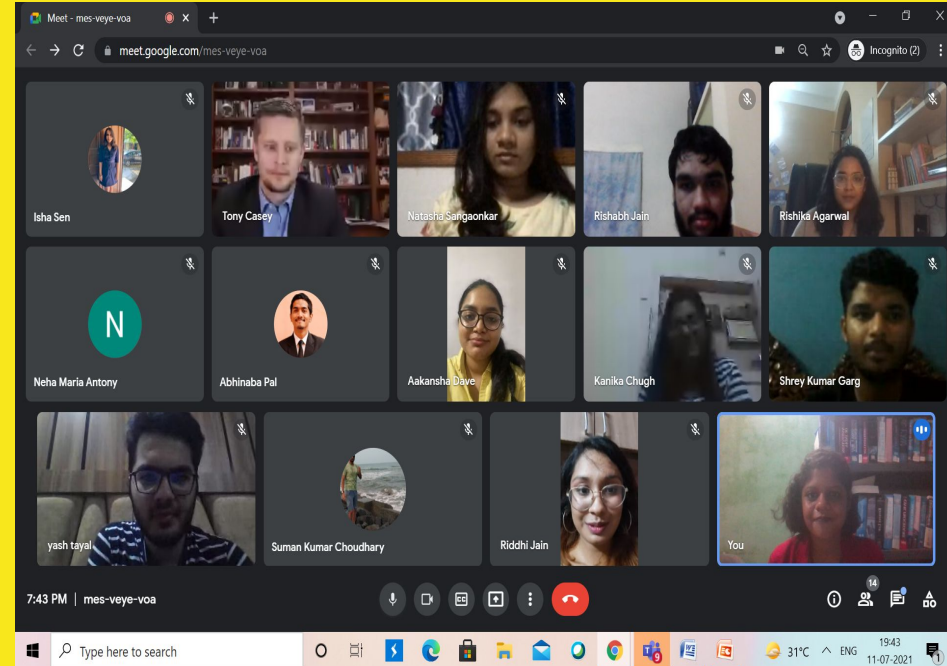 Meet - mes-veye-voa
meet.google.com/mes-veye-voa
Incognito (2)
Isha Sen
Tony Casey
Natasha Sangaonkar
Rishabh Jain
Rishika Agarwal
N
Neha Maria Antony
Abhinaba Pal
Aakansha Dave
Kanika Chugh
Shrey Kumar Garg
yash tayal
Suman Kumar Choudhary
Riddhi Jain
You
7:43 PM | mes-veye-voa
CC
14
Type here to search
9
31°C
ENG
19:43
11-07-2021
1